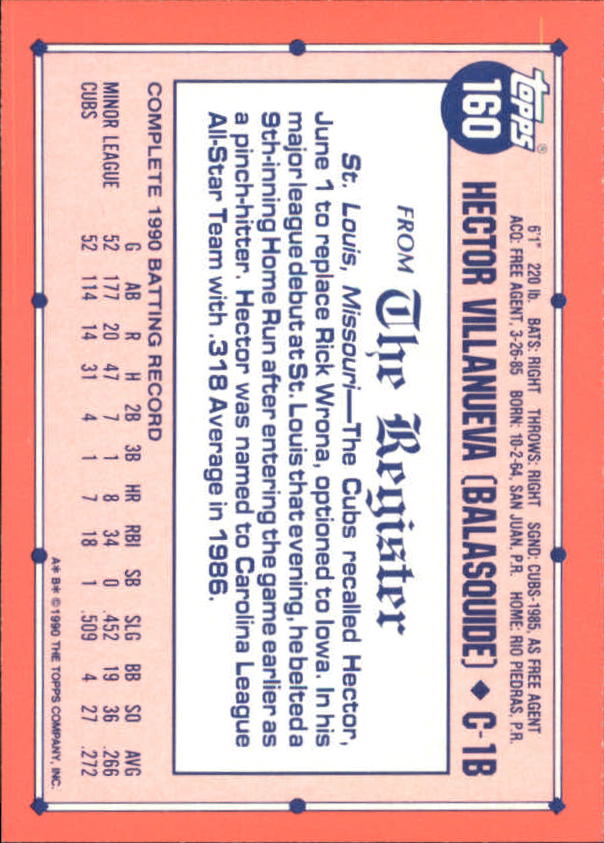 topps®
160
6'1" 220 lb. BATS: RIGHT THROWS: RIGHT SGND: CUBS-1985, AS FREE AGENT
ACQ: FREE AGENT, 3-26-85 BORN: 10-2-64, SAN JUAN, P.R. HOME: RIO PIEDRAS, P.R.
HECTOR VILLANUEVA (BALASQUIDE) ◆ C-1B
FROM The Register
St. Louis, Missouri—The Cubs recalled Hector,
June 1 to replace Rick Wrona, optioned to Iowa. In his
major league debut at St. Louis that evening, he belted a
9th-inning Home Run after entering the game earlier as
a pinch-hitter. Hector was named to Carolina League
All-Star Team with .318 Average in 1986.
COMPLETE 1990 BATTING RECORD
G AB R H 2B 3B HR RBI SB SLG BB SO AVG
MINOR LEAGUE 52 177 20 47 7 1 8 34 0 .452 19 36 .266
CUBS 52 114 14 31 4 1 7 18 1 .509 4 27 .272
A* B* ©1990 THE TOPPS COMPANY, INC.